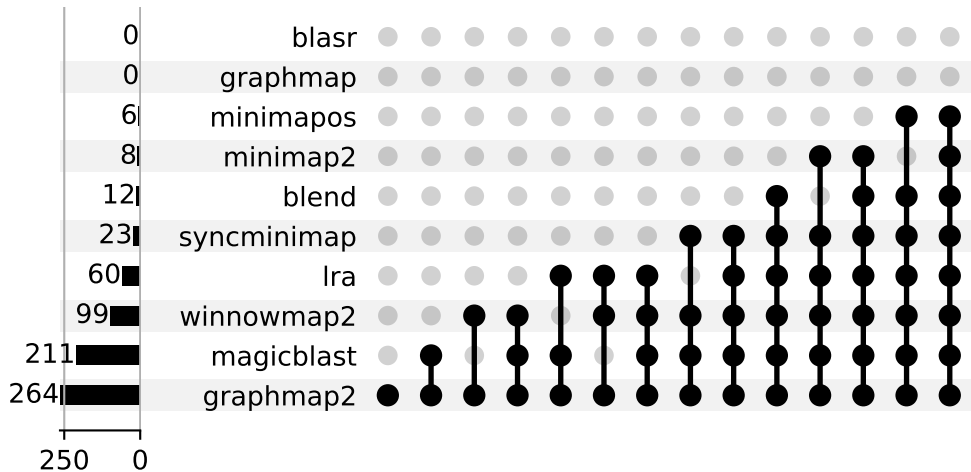 0 blasr
0 graphmap
6 minimapos
8 minimap2
12 blend
23 syncminimap
60 lra
99 winnowmap2
211 magicblast
264 graphmap2
250 0